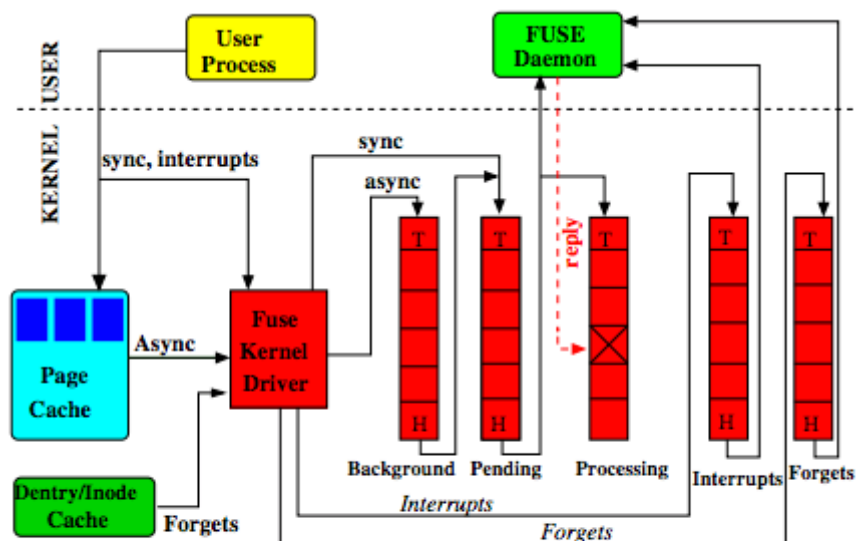 User
Process
FUSE
Daemon
USER
KERNEL
sync, interrupts
sync
async
reply
T
T
T
T
T
Page
Cache
Async
Fuse
Kernel
Driver
H
H
H
H
Background
Pending
Processing
Interrupts
Forgets
Dentry/Inode
Cache
Forgets
Interrupts
Forgets